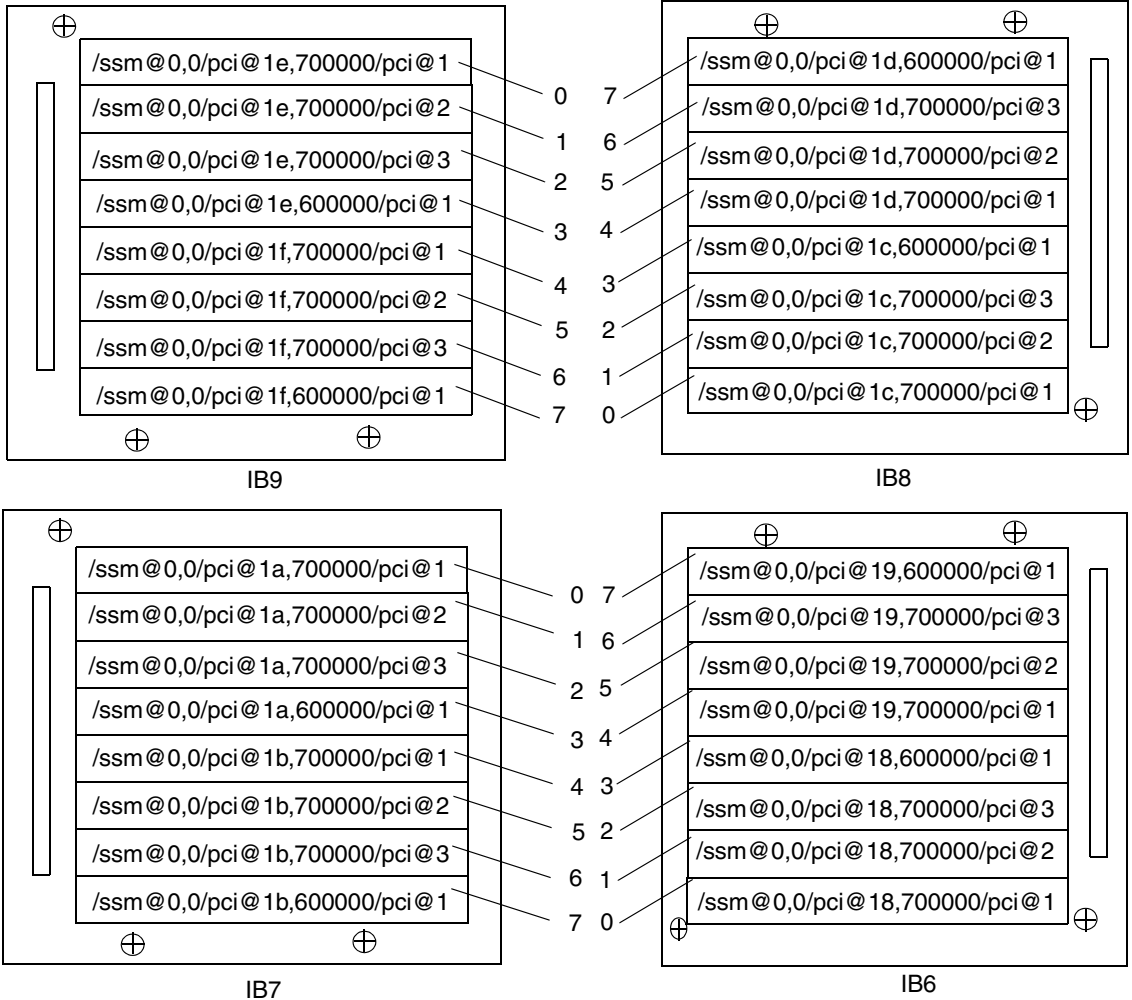 /ssm@0,0/pci@1e,700000/pci@1
/ssm@0,0/pci@1e,700000/pci@2
/ssm@0,0/pci@1e,700000/pci@3
/ssm@0,0/pci@1e,600000/pci@1
/ssm@0,0/pci@1f,700000/pci@1
/ssm@0,0/pci@1f,700000/pci@2
/ssm@0,0/pci@1f,700000/pci@3
/ssm@0,0/pci@1f,600000/pci@1
0
1
2
3
4
5
6
7
IB9
7
6
5
4
3
2
1
0
/ssm@0,0/pci@1d,600000/pci@1
/ssm@0,0/pci@1d,700000/pci@3
/ssm@0,0/pci@1d,700000/pci@2
/ssm@0,0/pci@1d,700000/pci@1
/ssm@0,0/pci@1c,600000/pci@1
/ssm@0,0/pci@1c,700000/pci@3
/ssm@0,0/pci@1c,700000/pci@2
/ssm@0,0/pci@1c,700000/pci@1
IB8
/ssm@0,0/pci@1a,700000/pci@1
/ssm@0,0/pci@1a,700000/pci@2
/ssm@0,0/pci@1a,700000/pci@3
/ssm@0,0/pci@1a,600000/pci@1
/ssm@0,0/pci@1b,700000/pci@1
/ssm@0,0/pci@1b,700000/pci@2
/ssm@0,0/pci@1b,700000/pci@3
/ssm@0,0/pci@1b,600000/pci@1
0
1
2
3
4
5
6
7
IB7
7
6
5
4
3
2
1
0
/ssm@0,0/pci@19,600000/pci@1
/ssm@0,0/pci@19,700000/pci@3
/ssm@0,0/pci@19,700000/pci@2
/ssm@0,0/pci@19,700000/pci@1
/ssm@0,0/pci@18,600000/pci@1
/ssm@0,0/pci@18,700000/pci@3
/ssm@0,0/pci@18,700000/pci@2
/ssm@0,0/pci@18,700000/pci@1
IB6